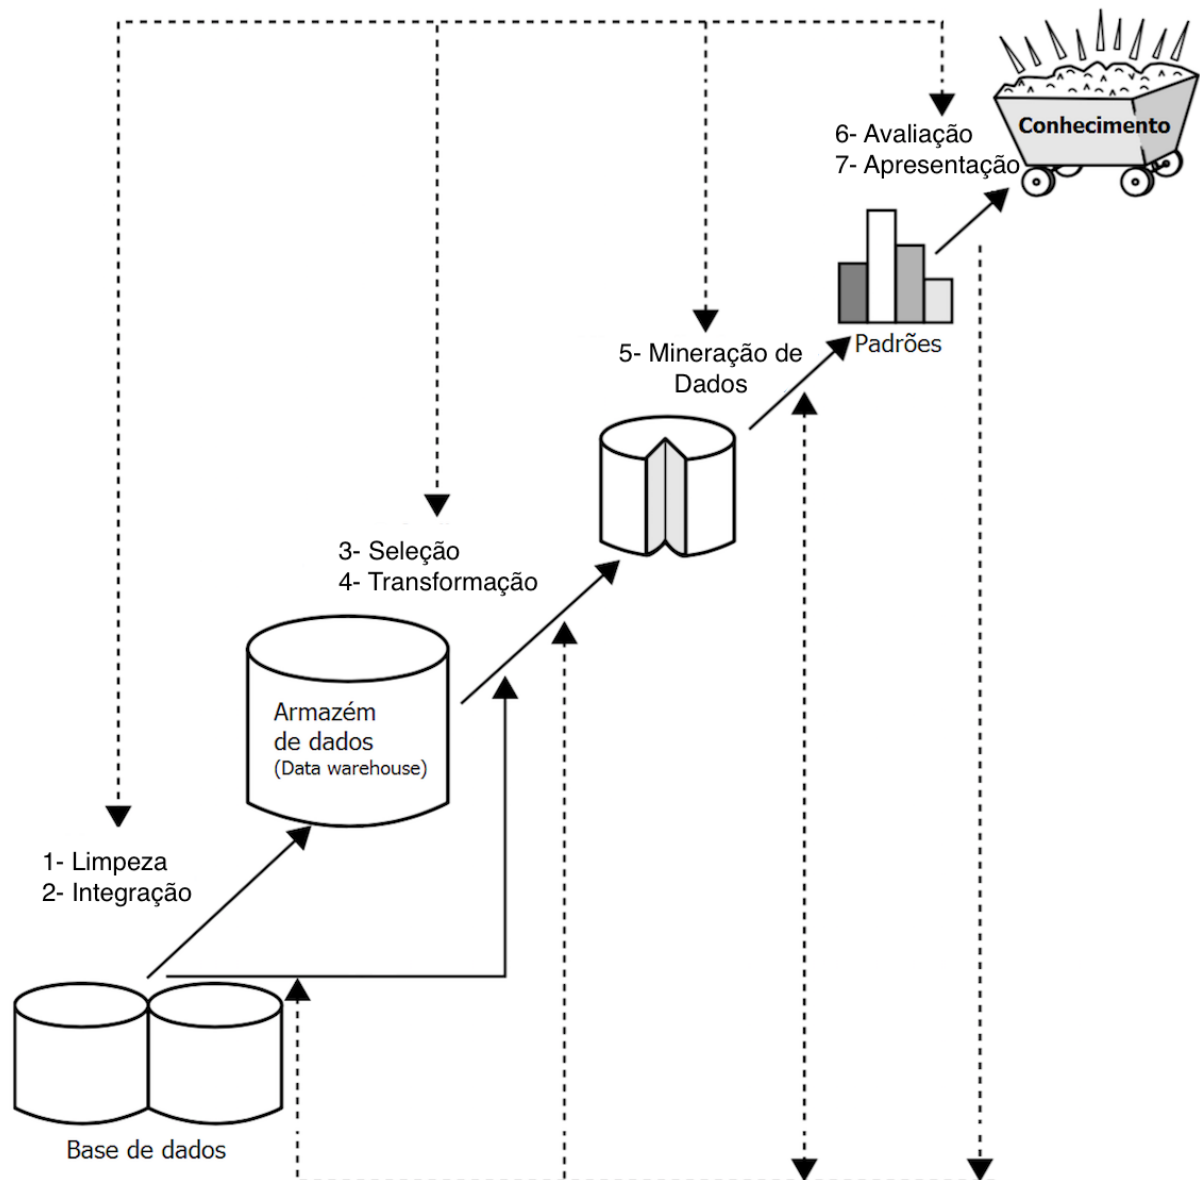 6- Avaliação
7- Apresentação
Conhecimento
Padrões
5- Mineração de
Dados
3- Seleção
4- Transformação
Armazém
de dados
(Data warehouse)
1- Limpeza
2- Integração
Base de dados